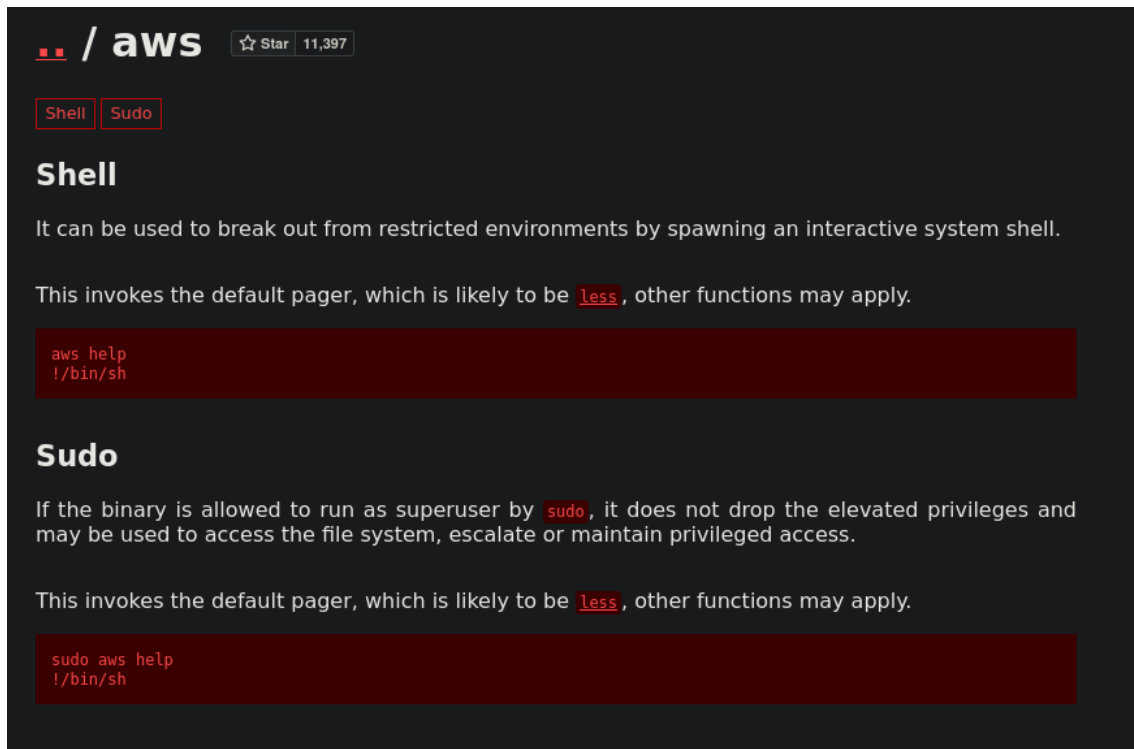 .. / aws Star 11,397
Shell Sudo
Shell
It can be used to break out from restricted environments by spawning an interactive system shell.
This invokes the default pager, which is likely to be less, other functions may apply.
aws help
!/bin/sh
Sudo
If the binary is allowed to run as superuser by sudo, it does not drop the elevated privileges and
may be used to access the file system, escalate or maintain privileged access.
This invokes the default pager, which is likely to be less, other functions may apply.
sudo aws help
!/bin/sh